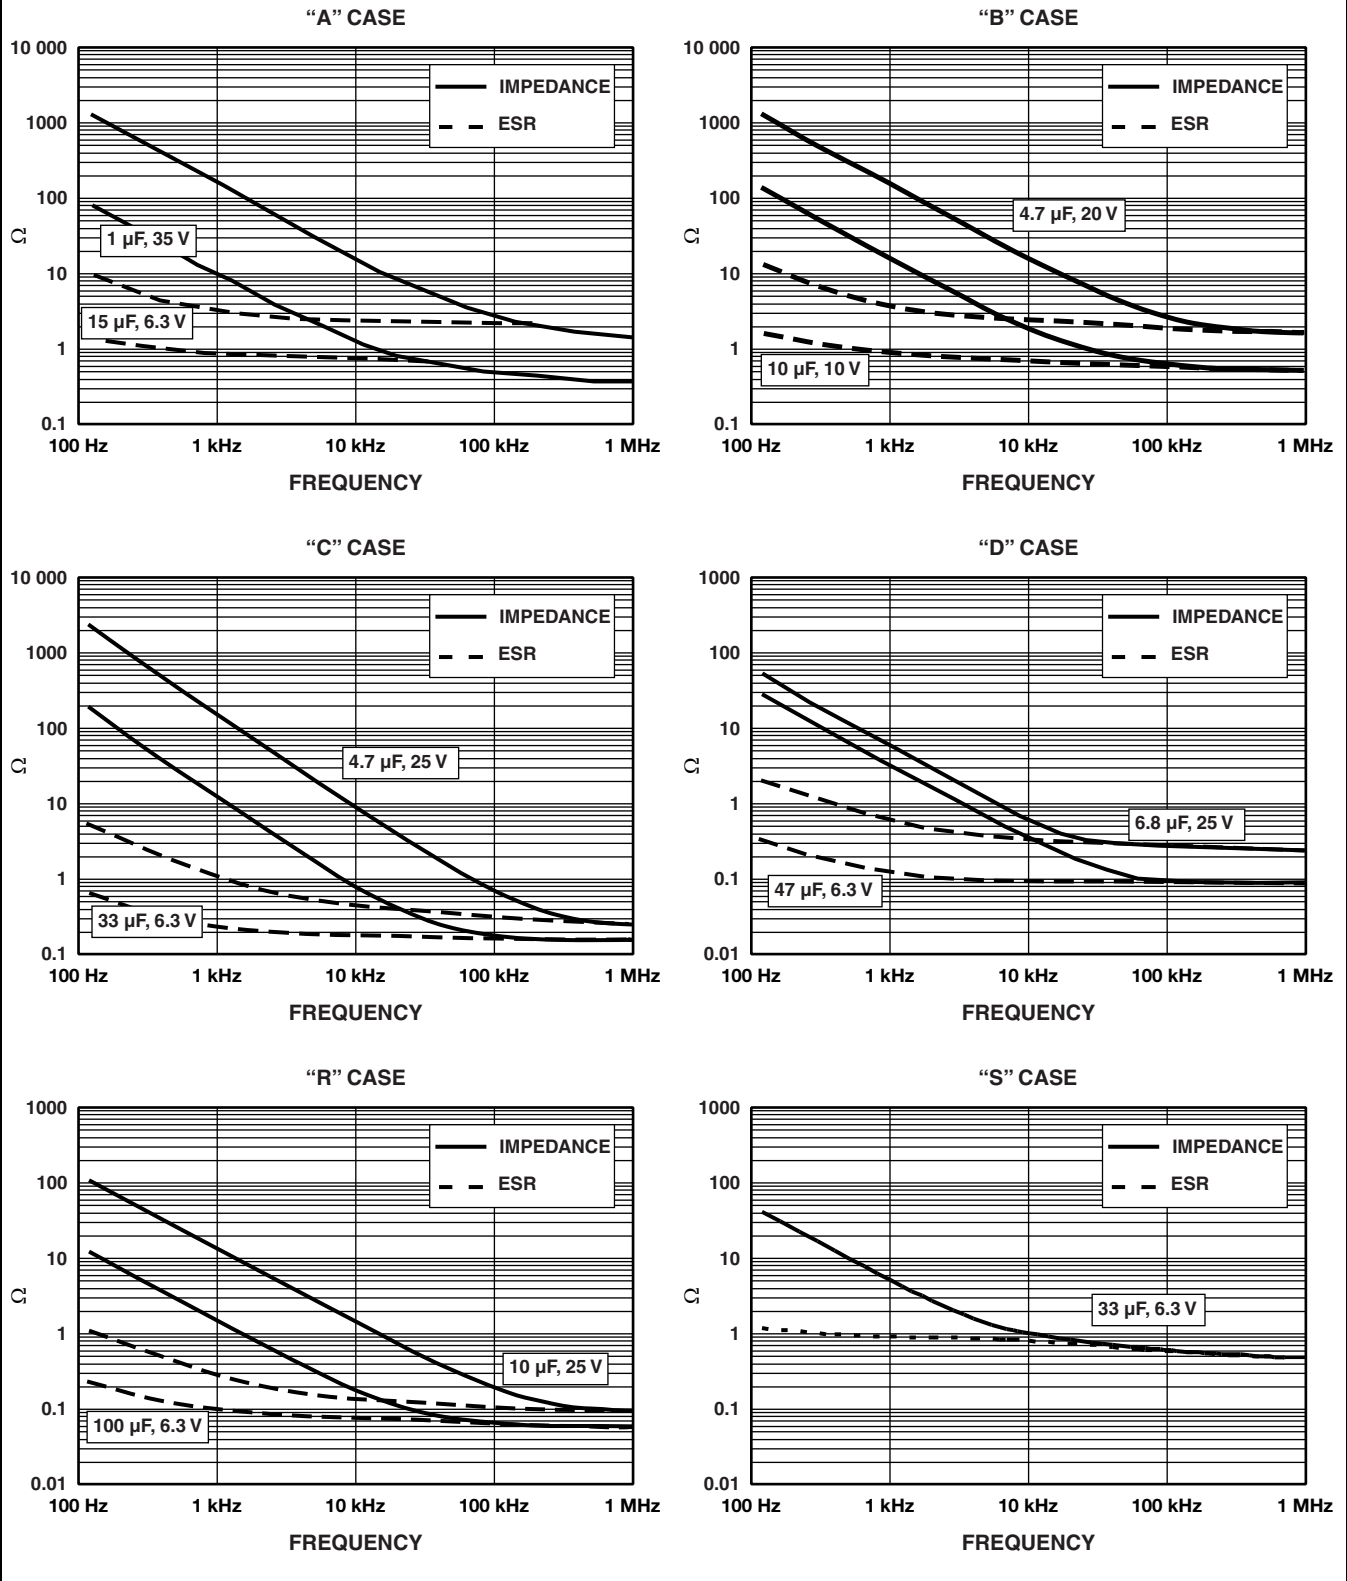 “A” CASE
10 000
1000
100
10
1
0.1
Ω
IMPEDANCE
ESR
1 µF, 35 V
15 µF, 6.3 V
100 Hz 1 kHz 10 kHz 100 kHz 1 MHz
FREQUENCY
“B” CASE
10 000
1000
100
10
1
0.1
Ω
IMPEDANCE
ESR
4.7 µF, 20 V
10 µF, 10 V
100 Hz 1 kHz 10 kHz 100 kHz 1 MHz
FREQUENCY
“C” CASE
10 000
1000
100
10
1
0.1
Ω
IMPEDANCE
ESR
4.7 µF, 25 V
33 µF, 6.3 V
100 Hz 1 kHz 10 kHz 100 kHz 1 MHz
FREQUENCY
“D” CASE
1000
100
10
1
0.1
0.01
Ω
IMPEDANCE
ESR
6.8 µF, 25 V
47 µF, 6.3 V
100 Hz 1 kHz 10 kHz 100 kHz 1 MHz
FREQUENCY
“R” CASE
1000
100
10
1
0.1
0.01
Ω
IMPEDANCE
ESR
10 µF, 25 V
100 µF, 6.3 V
100 Hz 1 kHz 10 kHz 100 kHz 1 MHz
FREQUENCY
“S” CASE
1000
100
10
1
0.1
0.01
Ω
IMPEDANCE
ESR
33 µF, 6.3 V
100 Hz 1 kHz 10 kHz 100 kHz 1 MHz
FREQUENCY